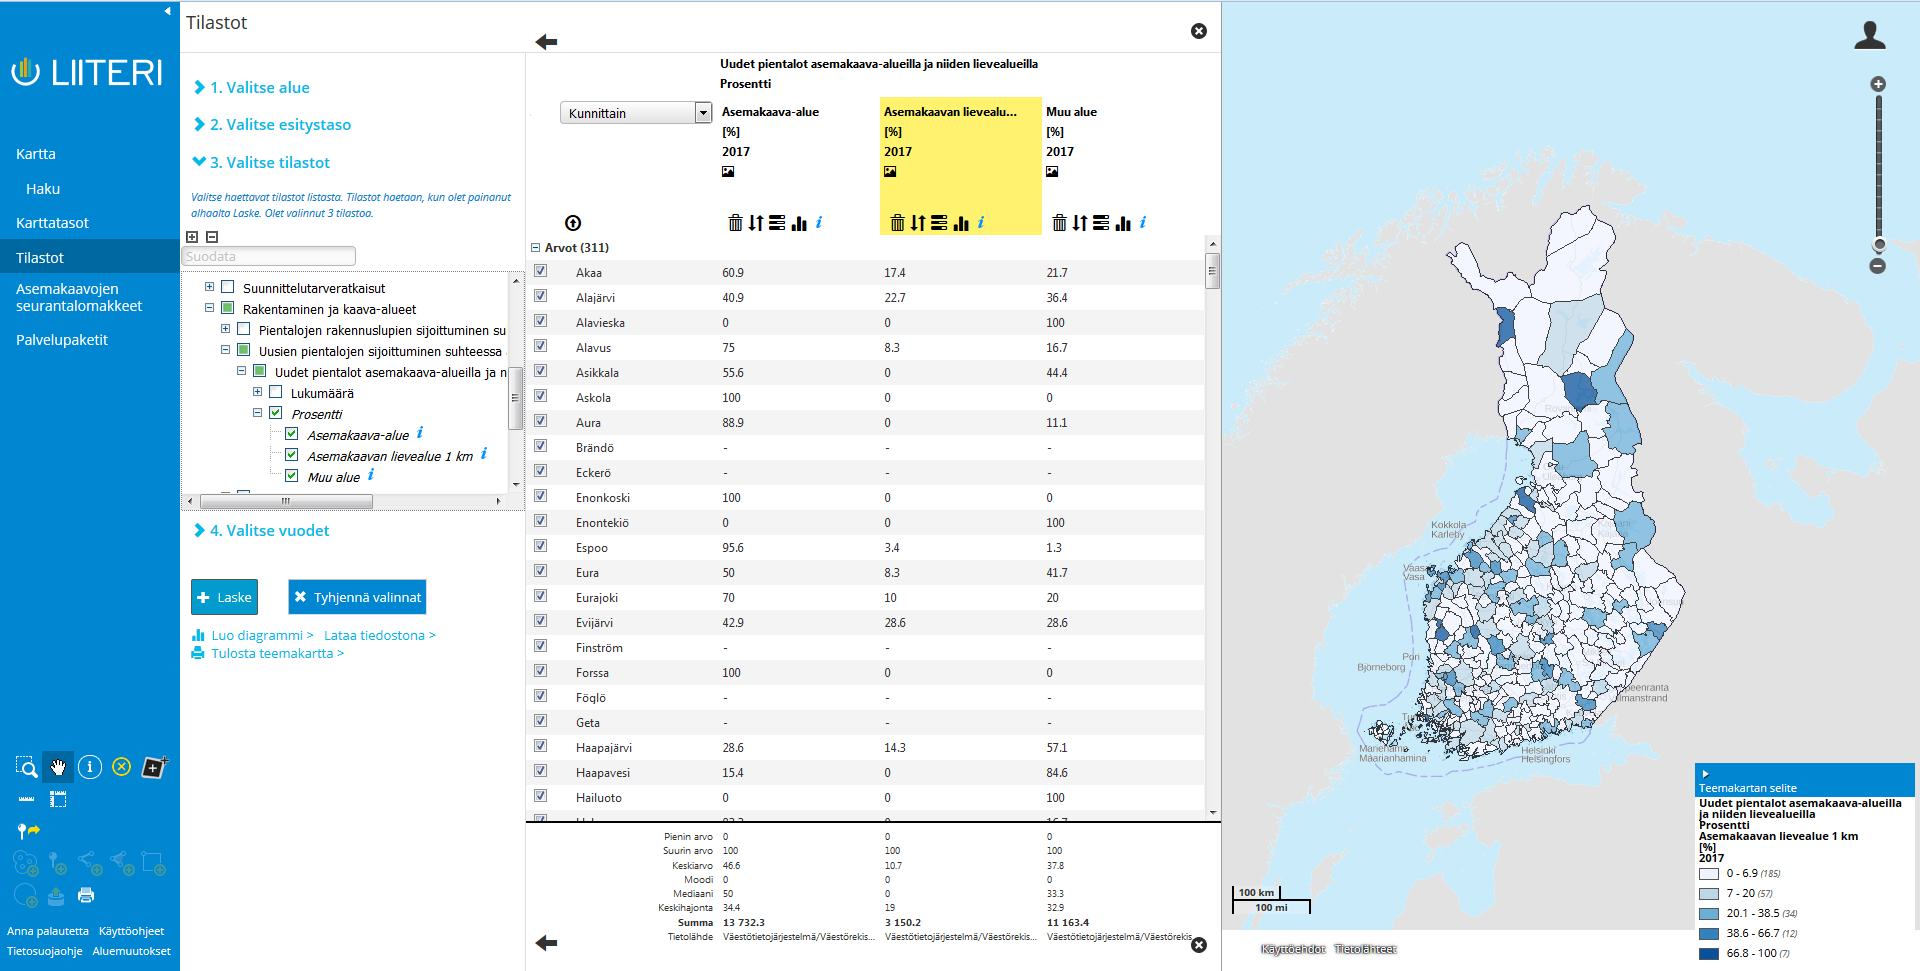 LIITERI
Kartta
Haku
Karttatasot
Tilastot
Asemakaavojen
seurantalomakkeet
Palvelupaketit
Anna palautetta Käyttöohjeet
Tietosuojaohje Aluemuutokset
Tilastot
1. Valitse alue
2. Valitse esitystaso
3. Valitse tilastot
Valitse haettavat tilastot listasta. Tilastot haetaan, kun olet painanut
alhaalta Laske. Olet valinnut 3 tilastoa.
Suodata
Suunnittelutarveratkaisut
Rakentaminen ja kaava-alueet
Pientalojen rakennuslupien sijoittuminen su
Uusien pientalojen sijoittuminen suhteessa
Uudet pientalot asemakaava-alueilla ja n
Lukumäärä
Prosentti
Asemakaava-alue i
Asemakaavan lievealue 1 km i
Muu alue i
4. Valitse vuodet
Laske Tyhjennä valinnat
Luo diagrammi > Lataa tiedostona >
Tulosta teemakartta >
Uudet pientalot asemakaava-alueilla ja niiden lievealueilla
Prosentti
Kunnittain Asemakaava-alue Asemakaavan lievealu... Muu alue
[%] [%] [%]
2017 2017 2017
i i i
Arvot (311)
Akaa 60.9 17.4 21.7
Alajärvi 40.9 22.7 36.4
Alavieska 0 0 100
Alavus 75 8.3 16.7
Asikkala 55.6 0 44.4
Askola 100 0 0
Aura 88.9 0 11.1
Brändö - - -
Eckerö - - -
Enonkoski 100 0 0
Enontekiö 0 0 100
Espoo 95.6 3.4 1.3
Eura 50 8.3 41.7
Eurajoki 70 10 20
Evijärvi 42.9 28.6 28.6
Finström - - -
Forssa 100 0 0
Föglö - - -
Geta - - -
Haapajärvi 28.6 14.3 57.1
Haapavesi 15.4 0 84.6
Hailuoto 0 0 100
Pienin arvo 0 0 0
Suurin arvo 100 100 100
Keskiarvo 46.6 10.7 37.8
Moodi 0 0 0
Mediaani 50 0 33.3
Keskihajonta 34.4 19 32.9
Summa 13 732.3 3 150.2 11 163.4
Tietolähde Väestötietojärjestelmä/Väestörekis... Väestötietojärjestelmä/Väestörekis... Väestötietojärjestelmä/Väestörekis
Kokkola
Karleby
Vaasa
Vasa
Pori
Björneborg
Maarianhamina
Helsinki
Helsingfors
100 km
100 mi
Käyttöehdot Tietolähteet
Teemakartan selite
Uudet pientalot asemakaava-alueilla
ja niiden lievealueilla
Prosentti
Asemakaavan lievealue 1 km
[%]
2017
0 - 6.9 (185)
7 - 20 (57)
20.1 - 38.5 (34)
38.6 - 66.7 (12)
66.8 - 100 (7)